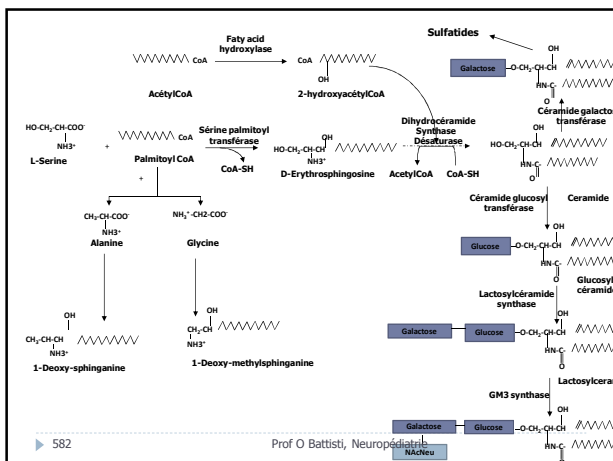 Sulfatides
Faty acid
hydroxylase
CoA
CoA
OH
AcétylCoA
2-hydroxyacétylCoA
OH
Galactose
-O-CH₂-CH-CH
HN-C-
O
Céramide galactos
transférase
Dihydrocéramide
Synthase
Désaturase
HO-CH₂-CH-COO⁻
NH3⁺
L-Serine
+
CoA
Palmitoyl CoA
Sérine palmitoyl
transférase
CoA-SH
OH
HO-CH₂-CH-CH
NH3⁺
D-Erythrosphingosine
AcetylCoA
CoA-SH
OH
HO-CH₂-CH-CH
HN-C-
O
Ceramide
+
CH₃-CH-COO⁻
NH3⁺
Alanine
NH₃⁺-CH2-COO⁻
Glycine
Céramide glucosyl
transférase
OH
Glucose
-O-CH₂-CH-CH
HN-C-
O
Glucosyl
céramide
Lactosylcéramide
synthase
OH
CH₃-CH-CH
NH3⁺
1-Deoxy-sphinganine
OH
CH₂-CH
NH3⁺
1-Deoxy-methylsphinganine
OH
Galactose
Glucose
-O-CH₂-CH-CH
HN-C-
O
Lactosylceram
GM3 synthase
OH
Galactose
Glucose
-O-CH₂-CH-CH
HN-C-
O
NAcNeu
582
Prof O Battisti, Neuropédiatrie